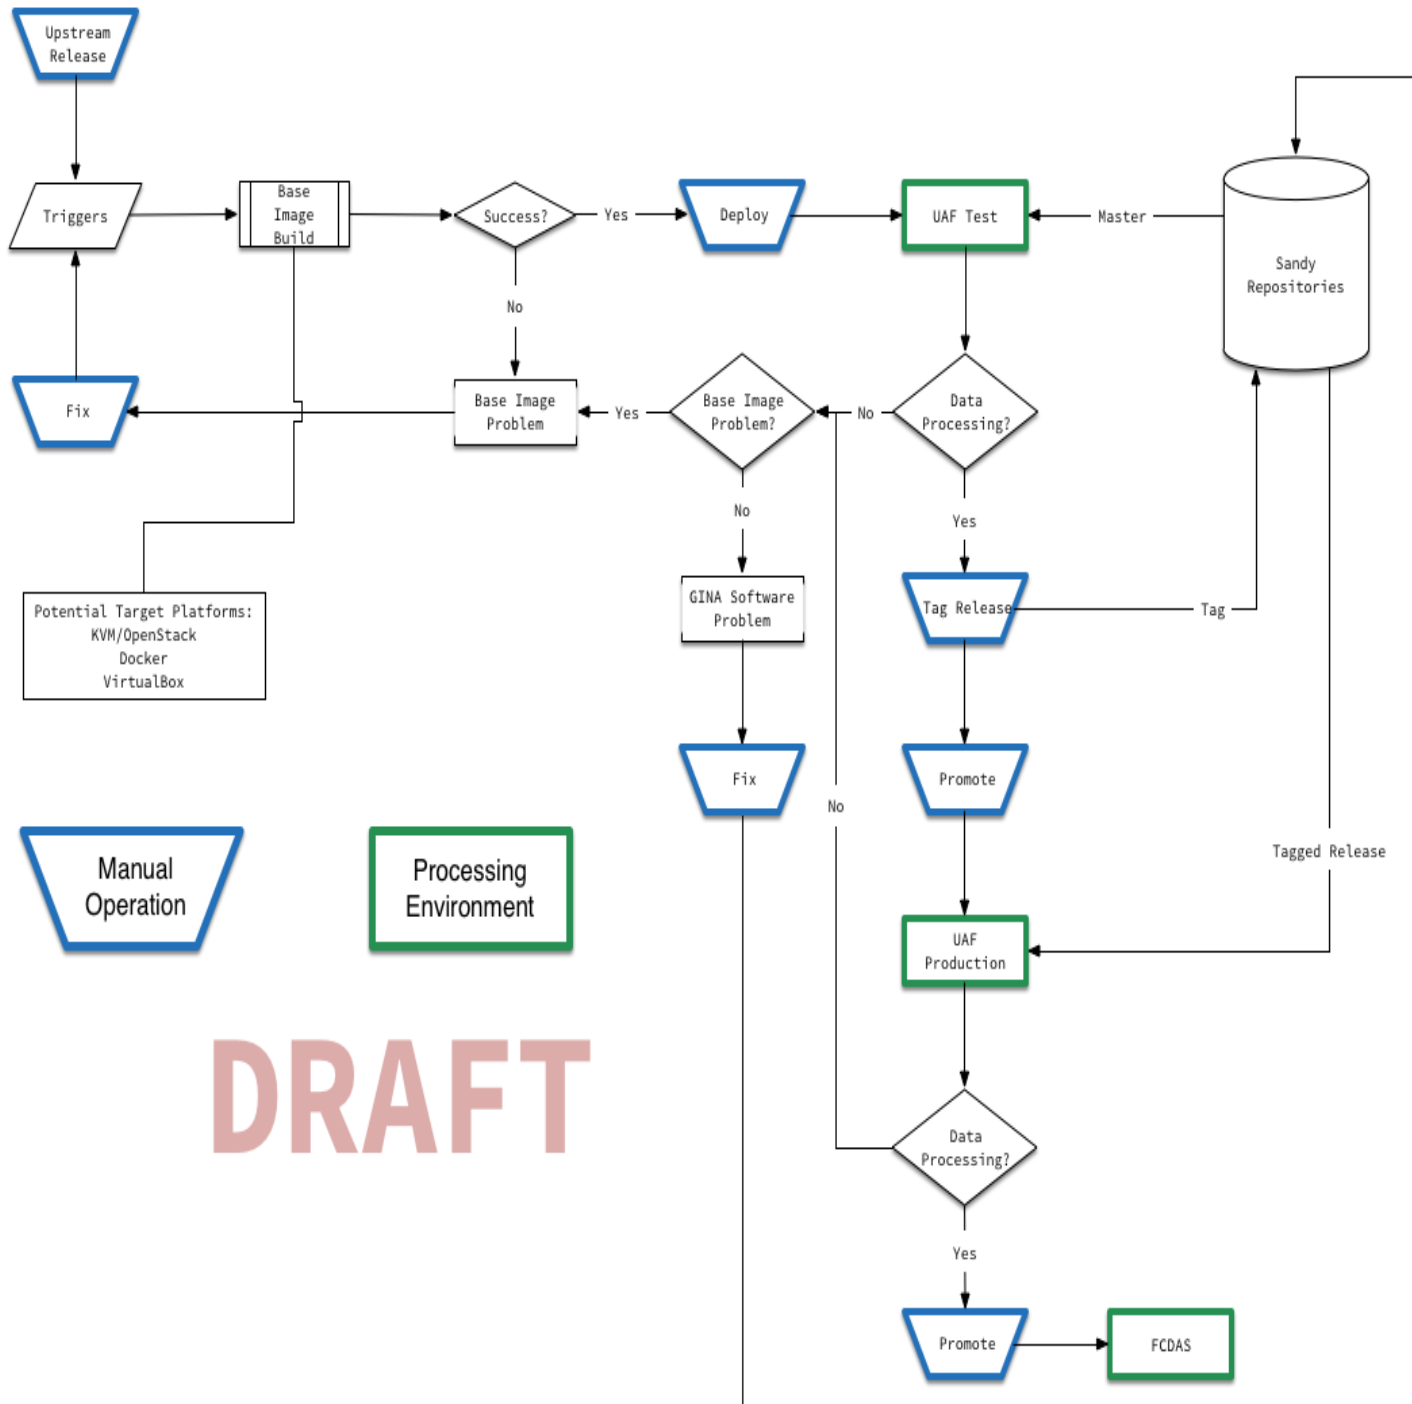 Upstream
Release
Triggers
Base
Image
Build
Success?
Yes
Deploy
UAF Test
Master
Sandy
Repositories
No
Fix
Base Image
Problem
Yes
Base Image
Problem?
No
Data
Processing?
No
Yes
GINA Software
Problem
Tag Release
Tag
Potential Target Platforms:
KVM/OpenStack
Docker
VirtualBox
Fix
Promote
No
Tagged Release
Manual
Operation
Processing
Environment
UAF
Production
DRAFT
Data
Processing?
Yes
Promote
FCDAS